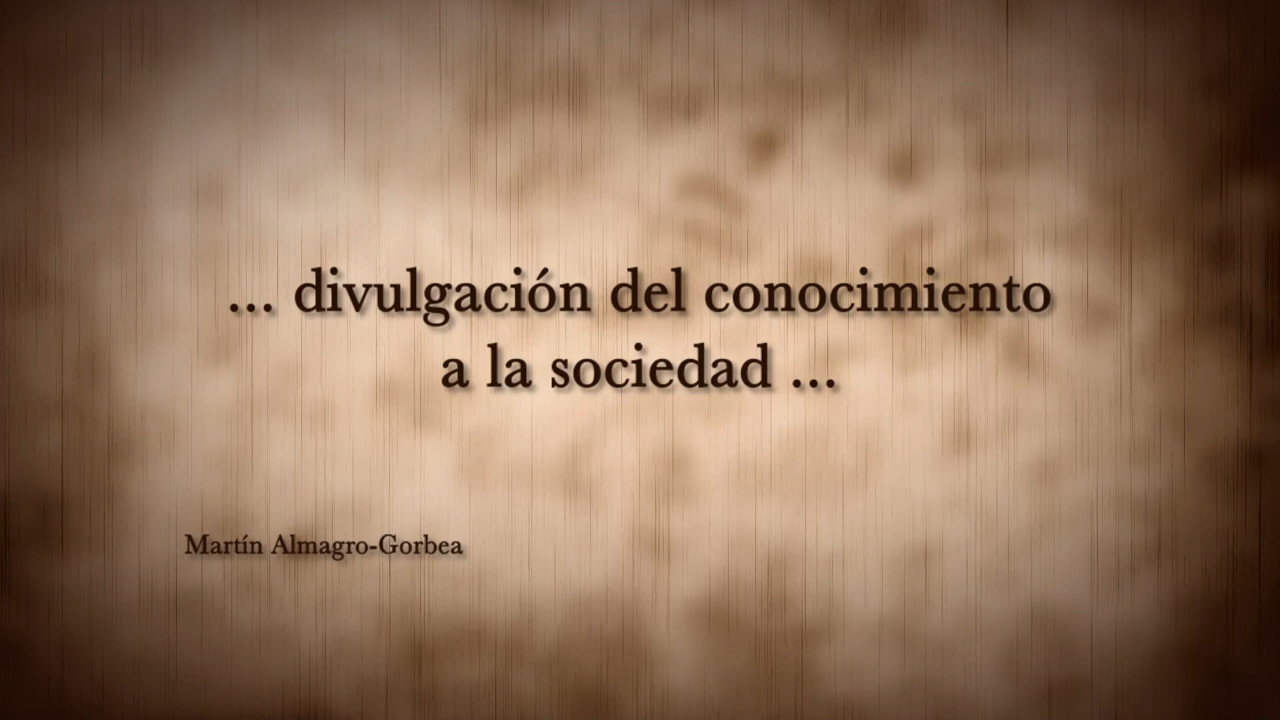 ... divulgación del conocimiento
a la sociedad ...
Martín Almagro-Gorbea